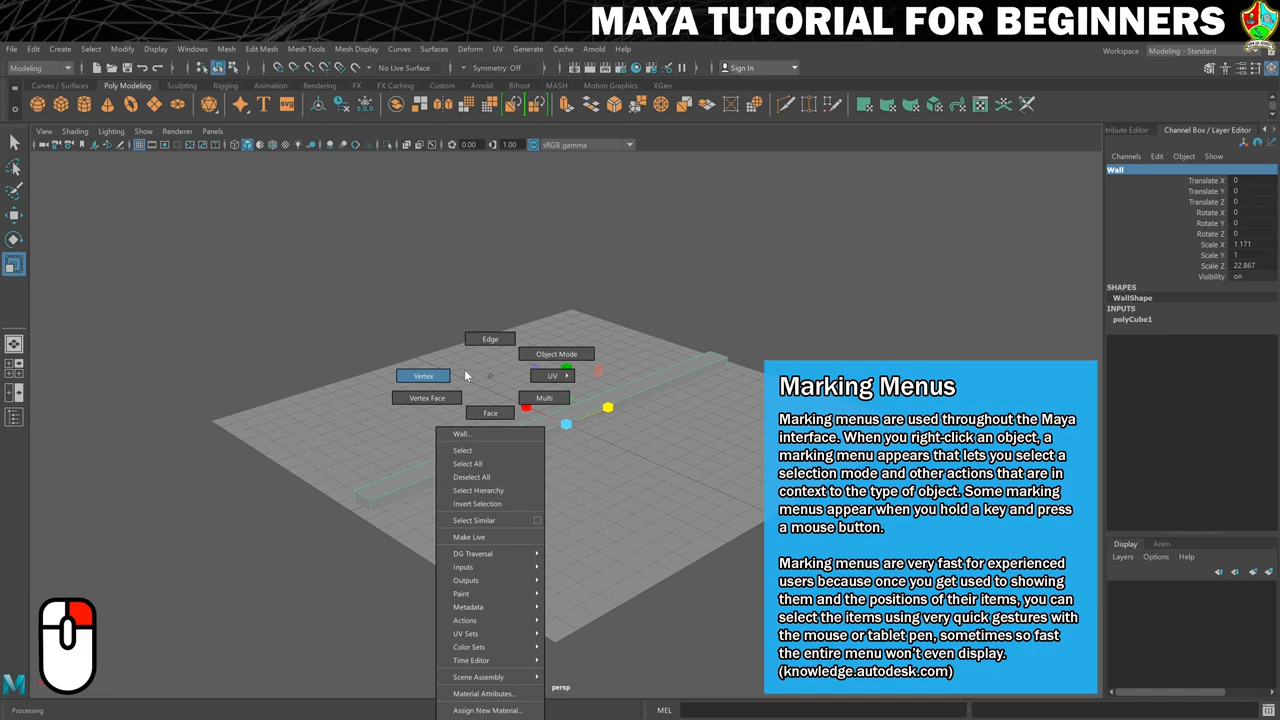 MAYA TUTORIAL FOR BEGINNERS
File Edit Create Select Modify Display Windows Mesh Edit Mesh Mesh Tools Mesh Display Curves Surfaces Deform UV Generate Cache Arnold Help
Workspace : Modeling - Standard
Modeling No Live Surface Symmetry: Off Sign In
Curves / Surfaces Poly Modeling Sculpting Rigging FX FX Caching Custom Arnold Bifrost MASH Motion Graphics XGen
View Shading Lighting Show Renderer Panels
0.00 1.00 sRGB gamma
tribute Editor Channel Box / Layer Editor
Channels Edit Object Show
Wall
Translate X 0
Translate Y 0
Translate Z 0
Rotate X 0
Rotate Y 0
Rotate Z 0
Scale X 1.171
Scale Y 1
Scale Z 22.867
Visibility on
SHAPES
WallShape
INPUTS
polyCube1
Edge
Object Mode
Vertex
UV
Vertex Face
Multi
Face
Wall...
Select
Select All
Deselect All
Select Hierarchy
Invert Selection
Select Similar
Make Live
DG Traversal
Inputs
Outputs
Paint
Metadata
Actions
UV Sets
Color Sets
Time Editor
Scene Assembly
Material Attributes...
Assign New Material...
Marking Menus
Marking menus are used throughout the Maya
interface. When you right-click an object, a
marking menu appears that lets you select a
selection mode and other actions that are in
context to the type of object. Some marking
menus appear when you hold a key and press
a mouse button.
Marking menus are very fast for experienced
users because once you get used to showing
them and the positions of their items, you can
select the items using very quick gestures with
the mouse or tablet pen, sometimes so fast
the entire menu won't even display.
(knowledge.autodesk.com)
Display Anim
Layers Options Help
persp
Processing
MEL